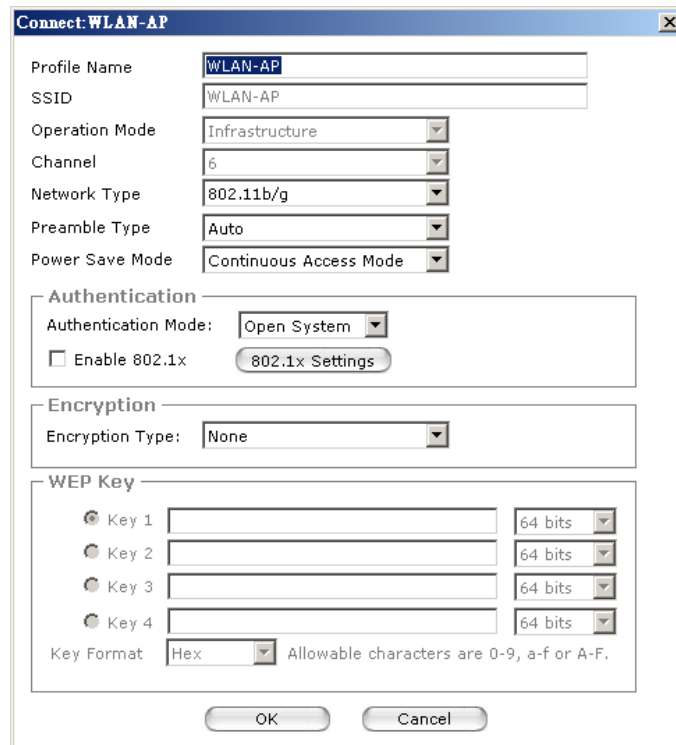 Connect:WLAN-AP
Profile Name WLAN-AP
SSID WLAN-AP
Operation Mode Infrastructure
Channel 6
Network Type 802.11b/g
Preamble Type Auto
Power Save Mode Continuous Access Mode
Authentication
Authentication Mode: Open System
Enable 802.1x 802.1x Settings
Encryption
Encryption Type: None
WEP Key
Key 1 64 bits
Key 2 64 bits
Key 3 64 bits
Key 4 64 bits
Key Format Hex Allowable characters are 0-9, a-f or A-F.
OK Cancel